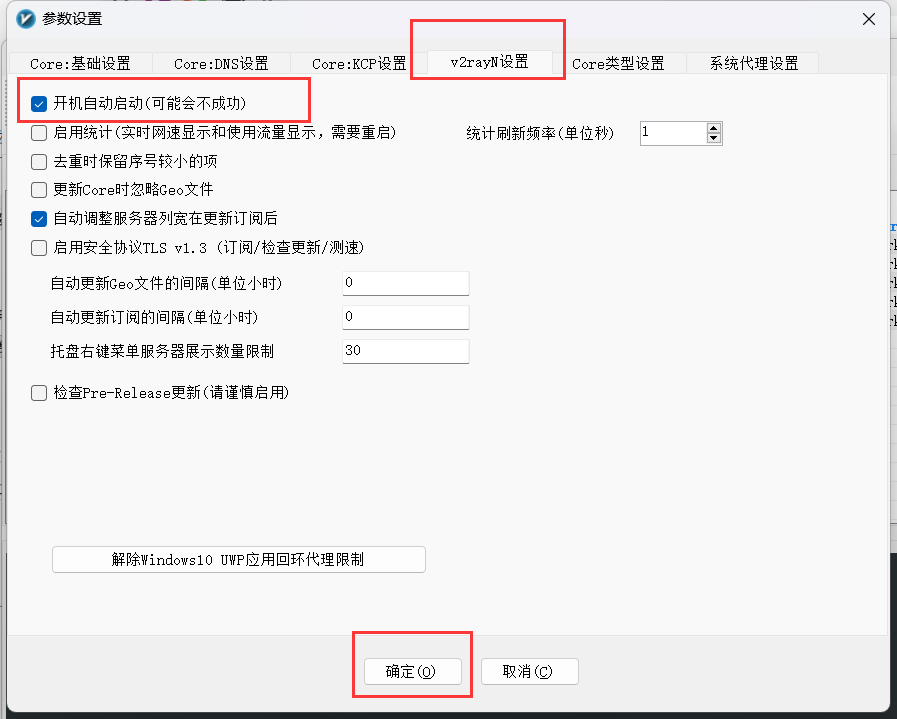 参数设置
Core:基础设置 Core:DNS设置 Core:KCP设置 v2rayN设置 Core类型设置 系统代理设置
开机自动启动(可能会不成功)
启用统计(实时网速显示和使用流量显示，需要重启) 统计刷新频率(单位秒) 1
去重时保留序号较小的项
更新Core时忽略Geo文件
自动调整服务器列宽在更新订阅后
启用安全协议TLS v1.3 (订阅/检查更新/测速)
自动更新Geo文件的间隔(单位小时) 0
自动更新订阅的间隔(单位小时) 0
托盘右键菜单服务器展示数量限制 30
检查Pre-Release更新(请谨慎启用)
解除Windows10 UWP应用回环代理限制
确定(O) 取消(C)